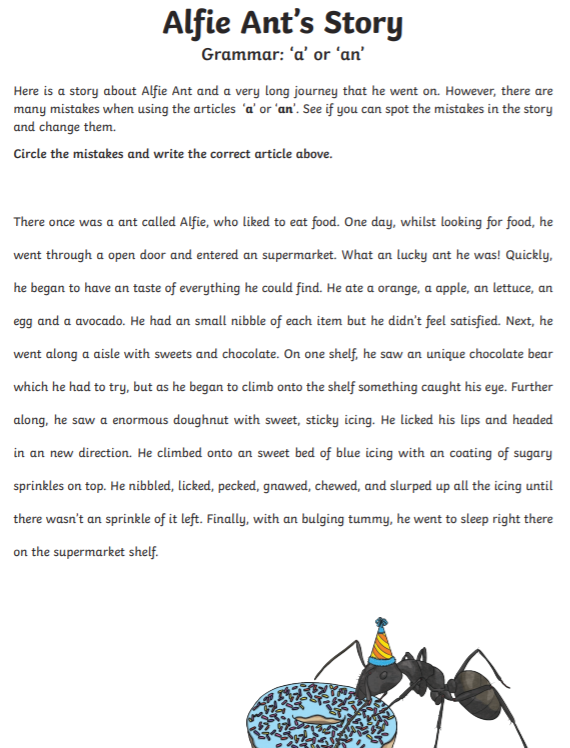 Alfie Ant's Story
Grammar: 'a' or 'an'
Here is a story about Alfie Ant and a very long journey that he went on. However, there are
many mistakes when using the articles 'a' or 'an'. See if you can spot the mistakes in the story
and change them.
Circle the mistakes and write the correct article above.
There once was a ant called Alfie, who liked to eat food. One day, whilst looking for food, he
went through a open door and entered an supermarket. What an lucky ant he was! Quickly,
he began to have an taste of everything he could find. He ate a orange, a apple, an lettuce, an
egg and a avocado. He had an small nibble of each item but he didn't feel satisfied. Next, he
went along a aisle with sweets and chocolate. On one shelf, he saw an unique chocolate bear
which he had to try, but as he began to climb onto the shelf something caught his eye. Further
along, he saw a enormous doughnut with sweet, sticky icing. He licked his lips and headed
in an new direction. He climbed onto an sweet bed of blue icing with an coating of sugary
sprinkles on top. He nibbled, licked, pecked, gnawed, chewed, and slurped up all the icing until
there wasn't an sprinkle of it left. Finally, with an bulging tummy, he went to sleep right there
on the supermarket shelf.